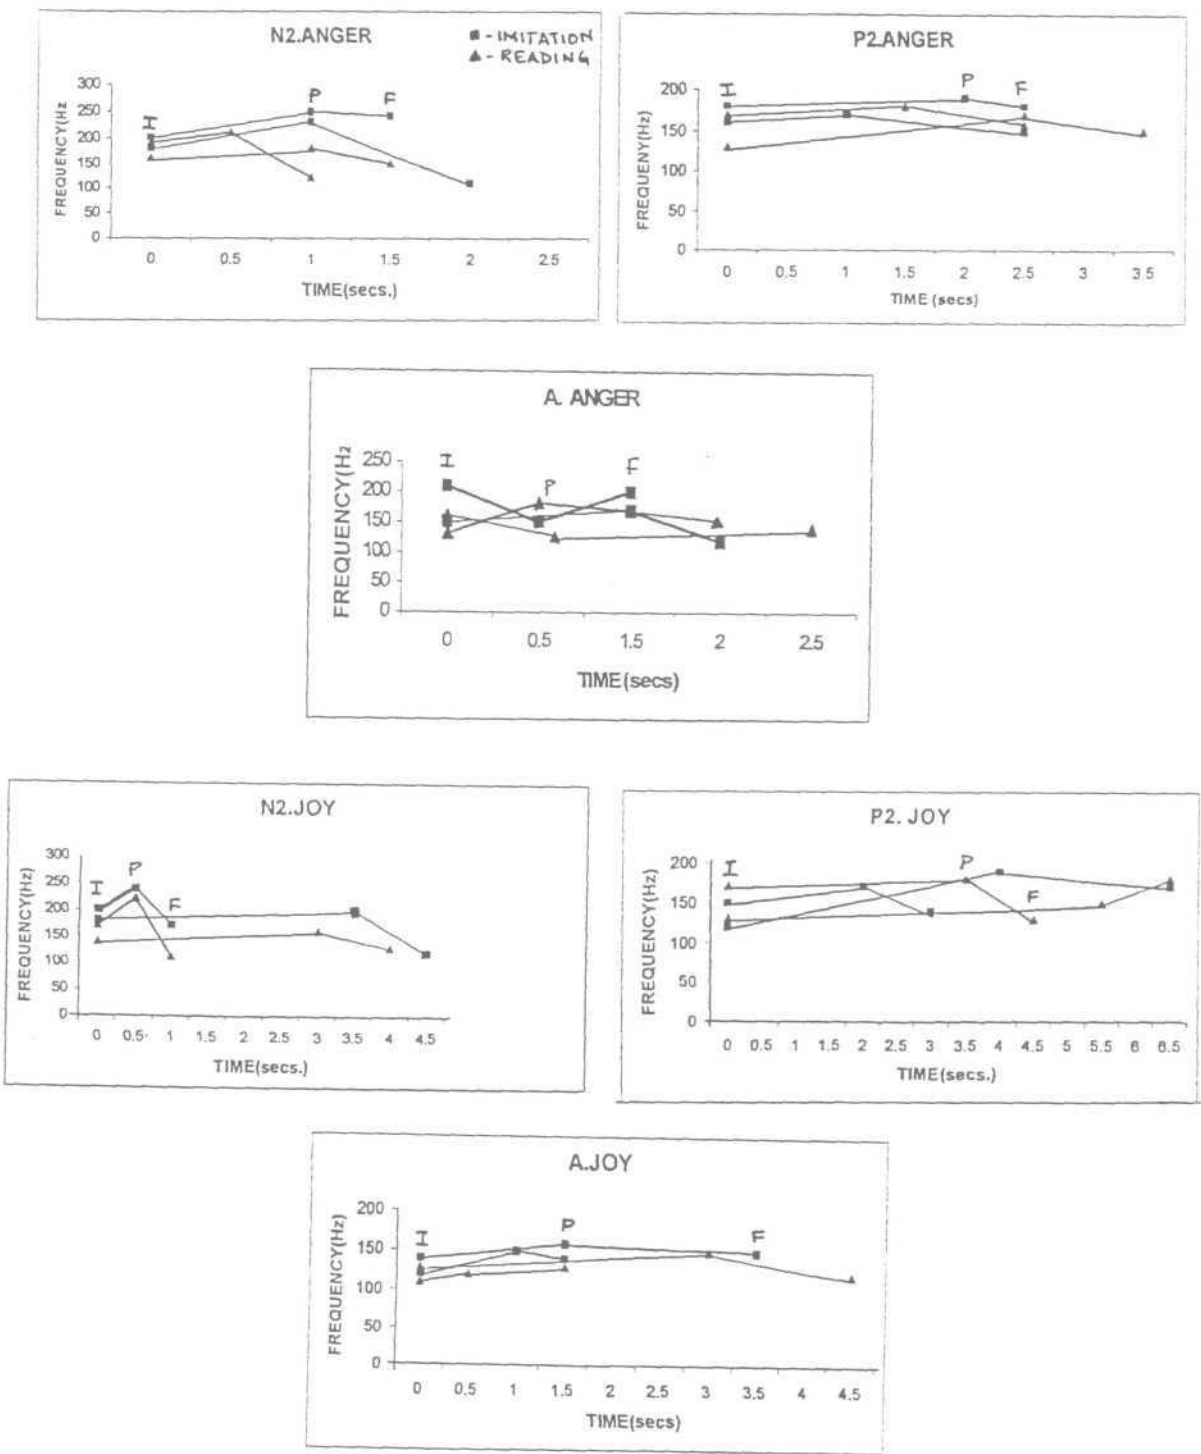 N2.ANGER
■ - IMITATION
▲ - READING
FREQUENCY(Hz
300
250
200
150
100
50
0
I
P
F
0 0.5 1 1.5 2 2.5
TIME(secs.)
P2.ANGER
FREQUENY(Hz)
200
150
100
50
0
I
P
F
0 0.5 1 1.5 2 2.5 3 3.5
TIME (secs)
A. ANGER
FREQUENCY(Hz
250
200
150
100
50
0
I
P
F
0 0.5 1.5 2 2.5
TIME(secs)
N2.JOY
FREQUENCY(Hz)
300
250
200
150
100
50
0
I
P
F
0 0.5 1 3 3.5 4 4.5
TIME(secs.)
P2. JOY
FREQUENCY(Hz)
200
150
100
50
0
I
P
F
0 0.5 1 1.5 2 2.5 3 3.5 4 4.5 5 5.5 6 6.5
TIME(secs.)
A.JOY
FREQUENCY(Hz)
200
150
100
50
0
I
P
F
0 0.5 1 1.5 2 2.5 3 3.5 4 4.5
TIME(secs)